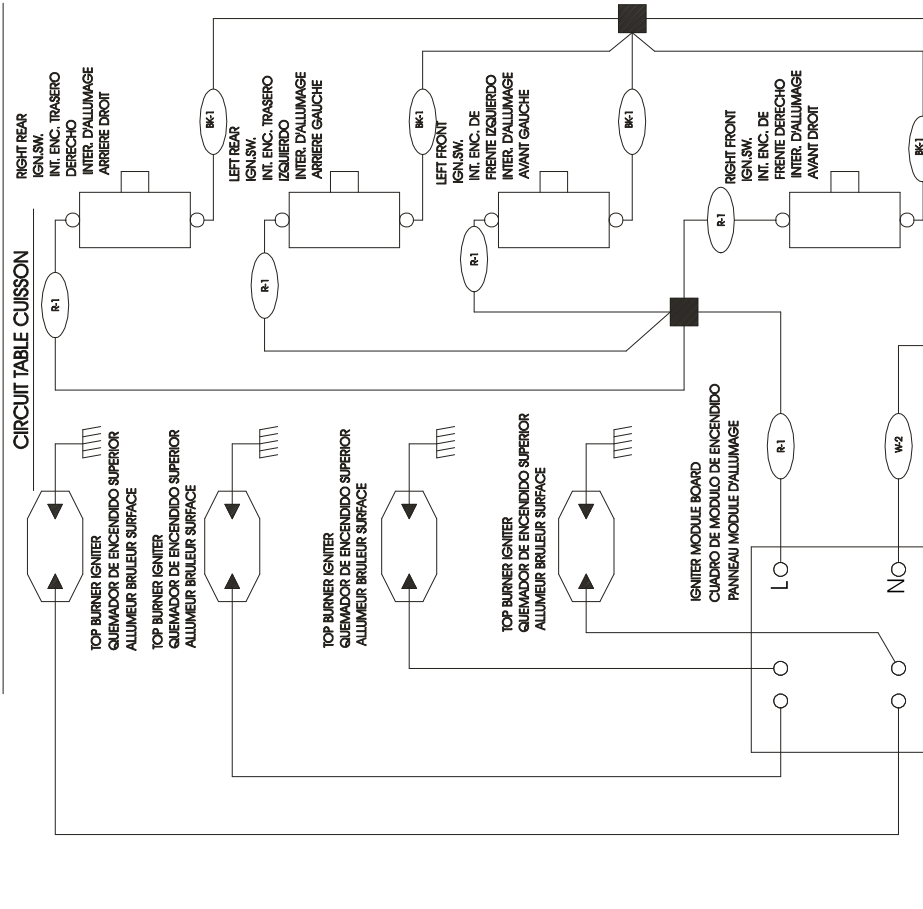 CIRCUIT TABLE CUISSON
RIGHT REAR
IGN.SW.
INT. ENC. TRASERO
DERECHO
INTER. D'ALLUMAGE
ARRIERE DROIT
BK-1
LEFT REAR
IGN.SW.
INT. ENC. TRASERO
IZQUIERDO
INTER. D'ALLUMAGE
ARRIERE GAUCHE
BK-1
LEFT FRONT
IGN.SW.
INT. ENC. DE
FRENTE IZQUIERDO
INTER. D'ALLUMAGE
AVANT GAUCHE
BK-1
RIGHT FRONT
IGN.SW.
INT. ENC. DE
FRENTE DERECHO
INTER. D'ALLUMAGE
AVANT DROIT
BK-1
R-1
R-1
R-1
R-1
TOP BURNER IGNITER
QUEMADOR DE ENCENDIDO SUPERIOR
ALLUMEUR BRULEUR SURFACE
TOP BURNER IGNITER
QUEMADOR DE ENCENDIDO SUPERIOR
ALLUMEUR BRULEUR SURFACE
TOP BURNER IGNITER
QUEMADOR DE ENCENDIDO SUPERIOR
ALLUMEUR BRULEUR SURFACE
TOP BURNER IGNITER
QUEMADOR DE ENCENDIDO SUPERIOR
ALLUMEUR BRULEUR SURFACE
IGNITER MODULE BOARD
CUADRO DE MODULO DE ENCENDIDO
PANNEAU MODULE D'ALLUMAGE
R-1
W-2
L
N